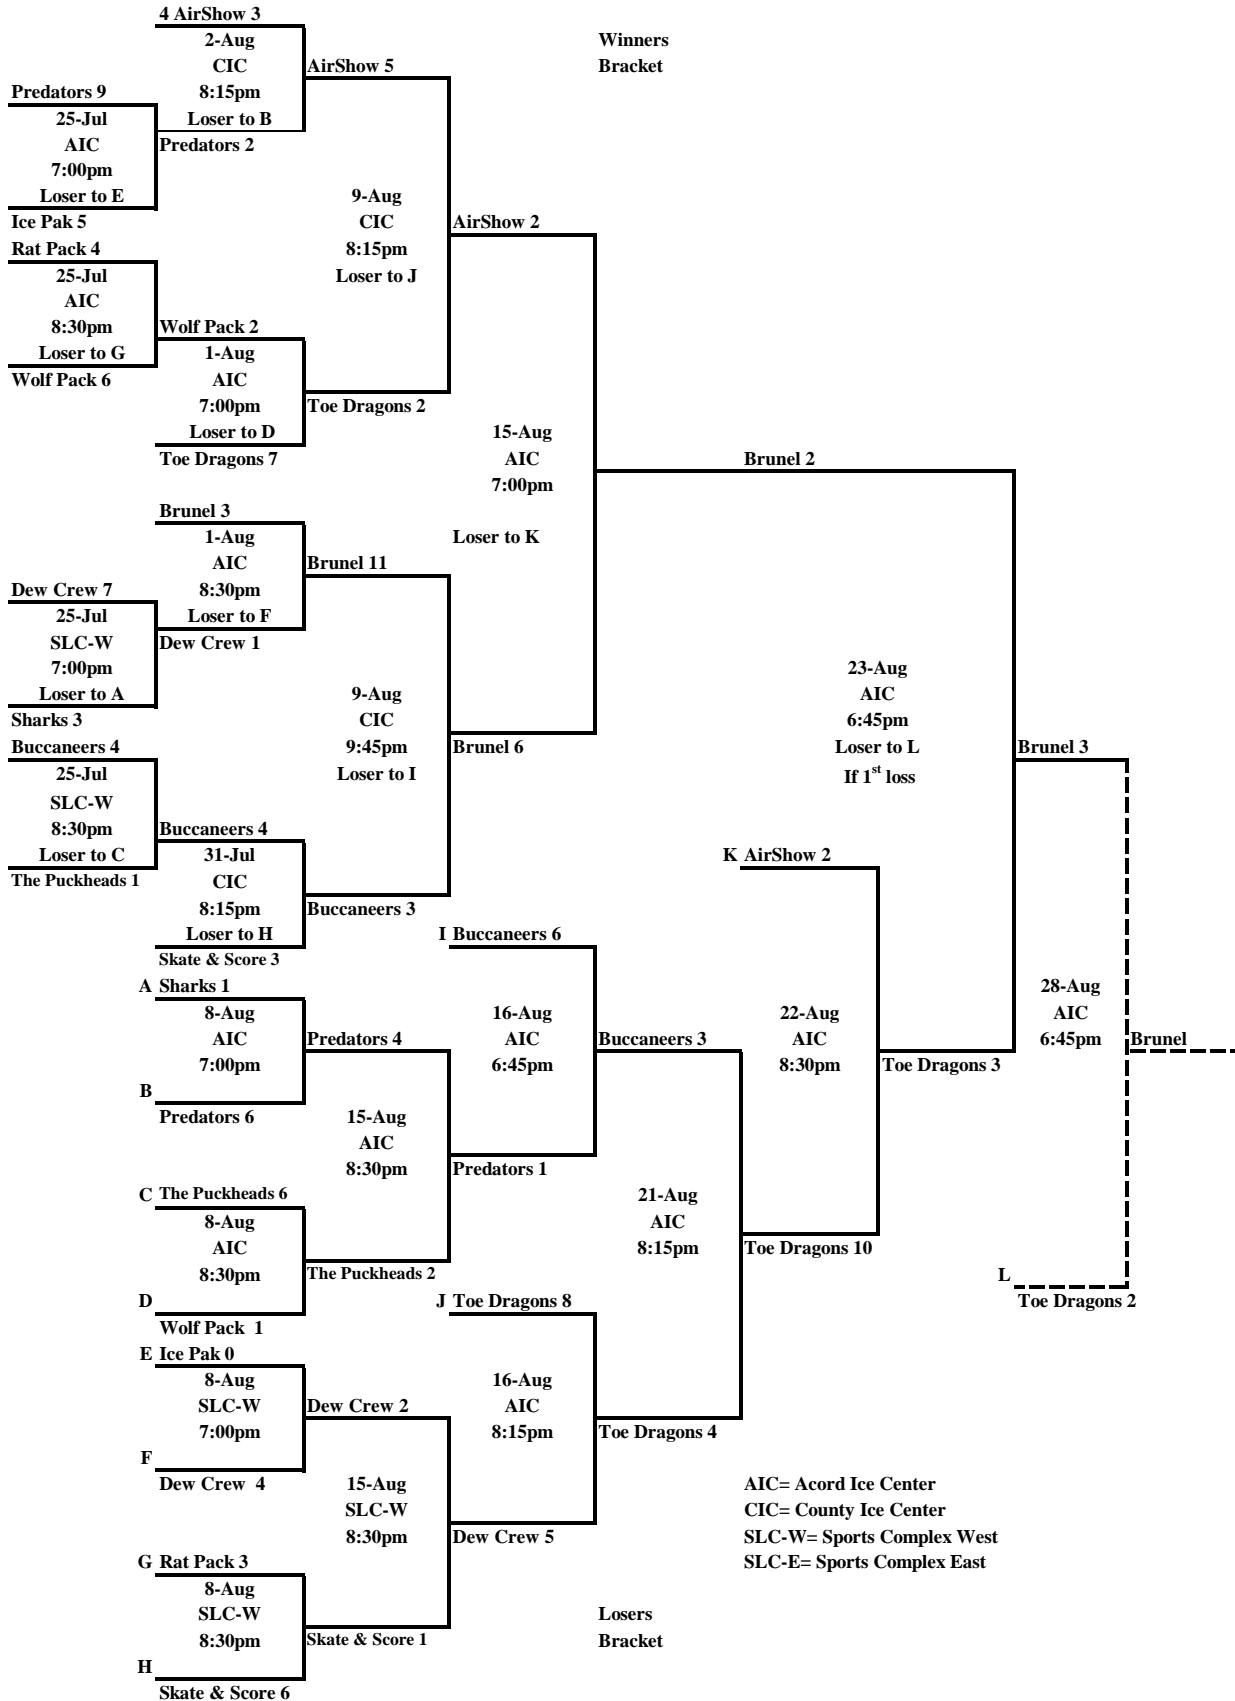 4 AirShow 3
2-Aug
CIC
8:15pm
Loser to B
Winners
Bracket
AirShow 5
Predators 9
25-Jul
AIC
7:00pm
Loser to E
Predators 2
Ice Pak 5
9-Aug
CIC
8:15pm
Loser to J
AirShow 2
Rat Pack 4
25-Jul
AIC
8:30pm
Loser to G
Wolf Pack 2
Wolf Pack 6
1-Aug
AIC
7:00pm
Loser to D
Toe Dragons 2
Toe Dragons 7
15-Aug
AIC
7:00pm
Loser to K
Brunel 2
Brunel 3
1-Aug
AIC
8:30pm
Loser to F
Brunel 11
Dew Crew 7
25-Jul
SLC-W
7:00pm
Loser to A
Dew Crew 1
Sharks 3
9-Aug
CIC
9:45pm
Loser to I
Brunel 6
23-Aug
AIC
6:45pm
Loser to L
If 1st loss
Brunel 3
Buccaneers 4
25-Jul
SLC-W
8:30pm
Loser to C
Buccaneers 4
The Puckheads 1
31-Jul
CIC
8:15pm
Loser to H
Buccaneers 3
Skate & Score 3
K AirShow 2
I Buccaneers 6
A Sharks 1
8-Aug
AIC
7:00pm
Predators 4
B
Predators 6
16-Aug
AIC
6:45pm
Buccaneers 3
22-Aug
AIC
8:30pm
Toe Dragons 3
28-Aug
AIC
6:45pm
Brunel
15-Aug
AIC
8:30pm
Predators 1
C The Puckheads 6
8-Aug
AIC
8:30pm
The Puckheads 2
D
Wolf Pack 1
21-Aug
AIC
8:15pm
Toe Dragons 10
L
Toe Dragons 2
J Toe Dragons 8
E Ice Pak 0
8-Aug
SLC-W
7:00pm
Dew Crew 2
F
Dew Crew 4
16-Aug
AIC
8:15pm
Toe Dragons 4
15-Aug
SLC-W
8:30pm
Dew Crew 5
AIC= Acord Ice Center
CIC= County Ice Center
SLC-W= Sports Complex West
SLC-E= Sports Complex East
G Rat Pack 3
8-Aug
SLC-W
8:30pm
Skate & Score 1
H
Skate & Score 6
Losers
Bracket